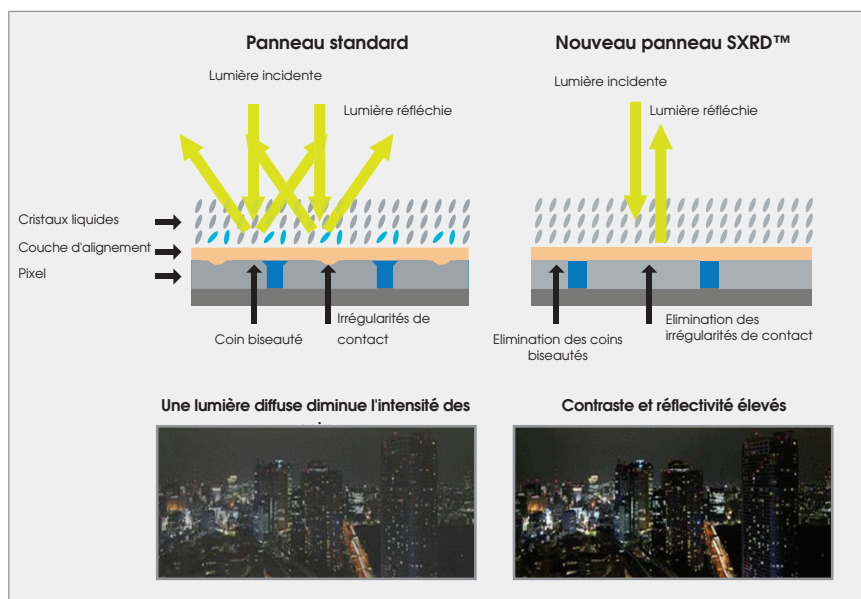 Panneau standard
Nouveau panneau SXRD™
Lumière incidente
Lumière réfléchie
Lumière incidente
Lumière réfléchie
Cristaux liquides
Couche d'alignement
Pixel
Coin biseauté
Irrégularités de
contact
Elimination des coins
biseautés
Elimination des
irrégularités de contact
Une lumière diffuse diminue l'intensité des
Contraste et réflectivité élevés